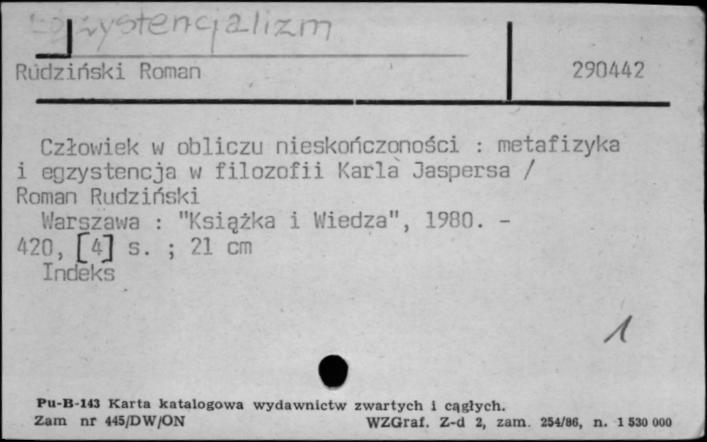 Egzystencjalizm
Rudziński Roman 290442
Człowiek w obliczu nieskończoności : metafizyka
i egzystencja w filozofii Karla Jaspersa /
Roman Rudziński
Warszawa : "Książka i Wiedza", 1980. -
420, [4] s. ; 21 cm
Indeks
1
Pu-B-143 Karta katalogowa wydawnictw zwartych i cągłych.
Zam nr 445/DW/ON WZGraf. Z-d 2, zam. 254/86, n. 1 530 000